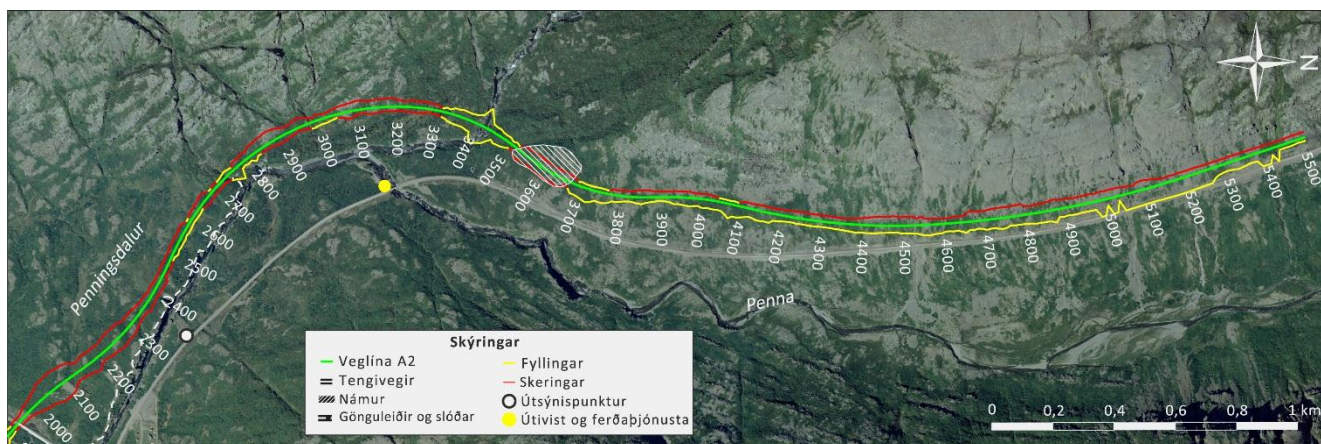 N
Penningsdalur
Penna
2000
2100
2200
2300
2400
2500
2600
2700
2800
2900
3000
3100
3200
3300
3400
3500
3600
3700
3800
3900
4000
4100
4200
4300
4400
4500
4600
4700
4800
4900
5000
5100
5200
5300
5400
5500
Skýringar
Veglína A2
Tengivegir
Námur
Gönguleiðir og slóðar
Fyllingar
Skeringar
Útsýnispunktur
Útivist og ferðaþjónusta
0 0,2 0,4 0,6 0,8 1 km